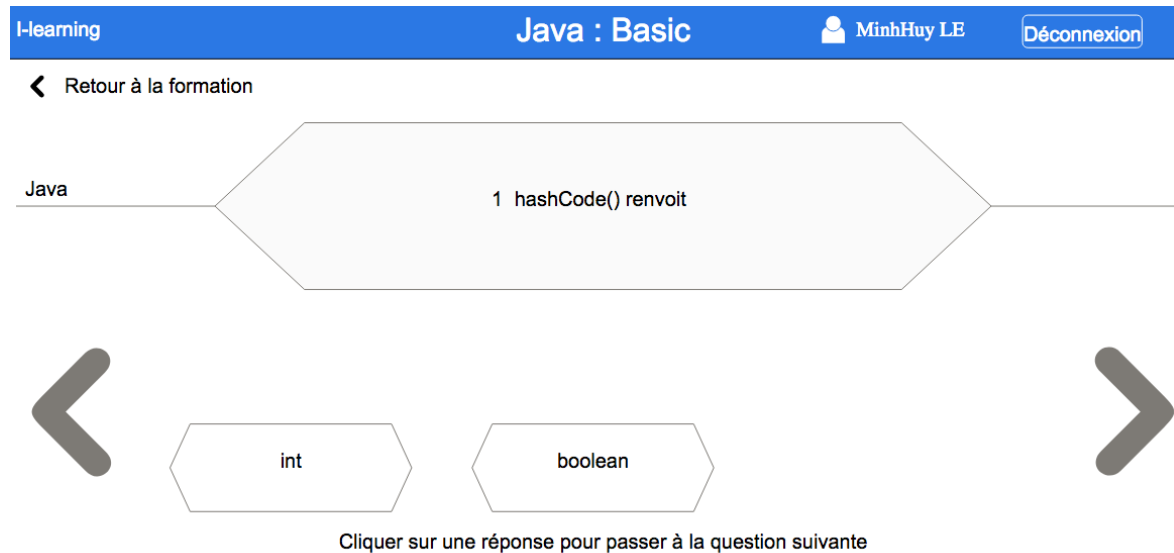 I-learning Java : Basic MinhHuy LE Déconnexion
Retour à la formation
Java
1 hashCode() renvoit
int boolean
Cliquer sur une réponse pour passer à la question suivante